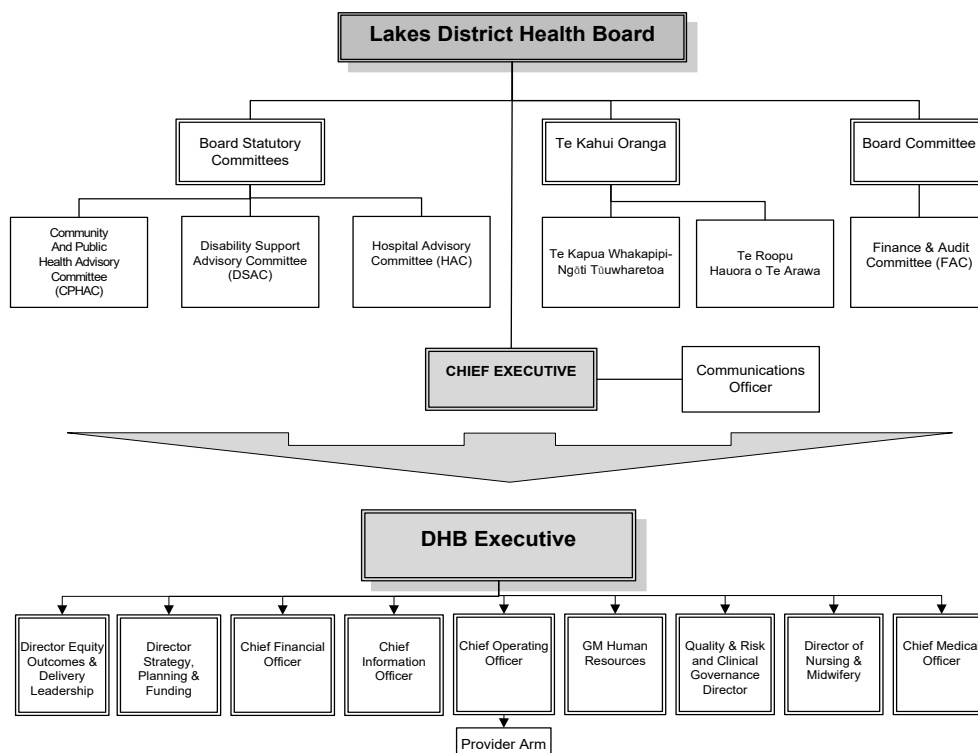 Lakes District Health Board
Board Statutory
Committees
Te Kahui Oranga
Board Committee
Community
And Public
Health Advisory
Committee
(CPHAC)
Disability Support
Advisory Committee
(DSAC)
Hospital Advisory
Committee (HAC)
Te Kapua Whakapipi-
Ngāti Tūuwharetoa
Te Roopu
Hauora o Te Arawa
Finance & Audit
Committee (FAC)
CHIEF EXECUTIVE
Communications
Officer
DHB Executive
Director Equity
Outcomes &
Delivery
Leadership
Director
Strategy,
Planning &
Funding
Chief Financial
Officer
Chief
Information
Officer
Chief Operating
Officer
GM Human
Resources
Quality & Risk
and Clinical
Governance
Director
Director of
Nursing &
Midwifery
Chief Medical
Officer
Provider Arm